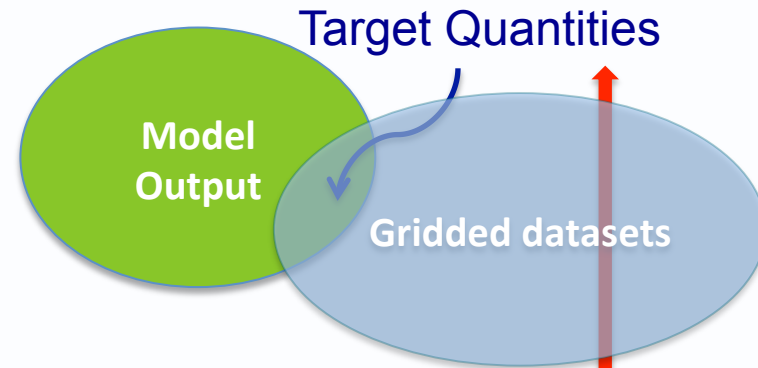 Target Quantities
Model
Output
Gridded datasets